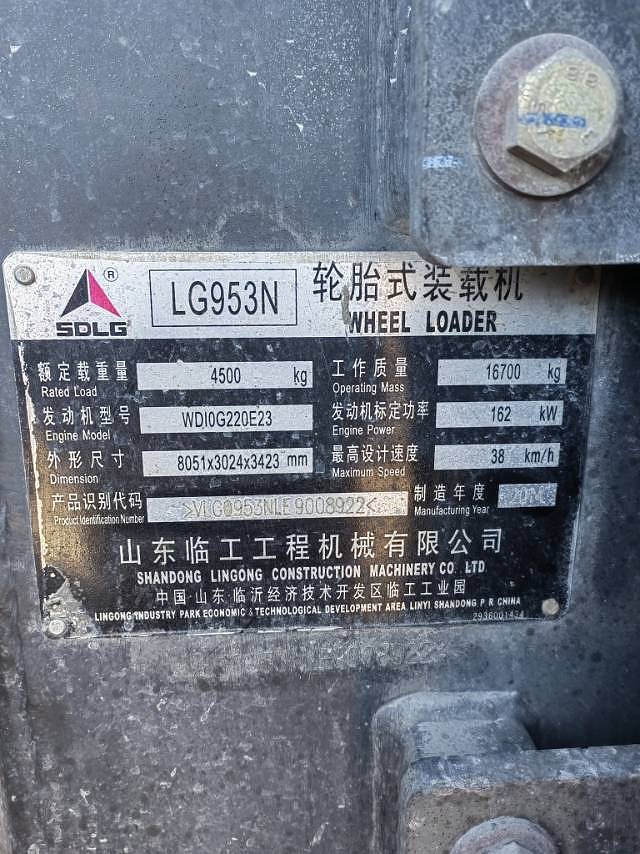 SDLG ®
LG953N
轮胎式装载机
WHEEL LOADER
额定载重量 4500 kg 工作质量 16700 kg
Rated Load Operating Mass
发动机型号 WDI0G220E23 发动机标定功率 162 kW
Engine Model Engine Power
外形尺寸 8051x3024x3423 mm 最高设计速度 38 km/h
Dimension Maximum Speed
产品识别代码 >VLG0953NLE9008922< 制造年度
Product Identification Number Manufacturing Year
山东临工工程机械有限公司
SHANDONG LINGONG CONSTRUCTION MACHINERY CO. LTD.
中国·山东·临沂经济技术开发区临工工业园
LINGONG INDUSTRY PARK ECONOMIC & TECHNOLOGICAL DEVELOPMENT AREA LINYI SHANDONG P R CHINA
2936001434